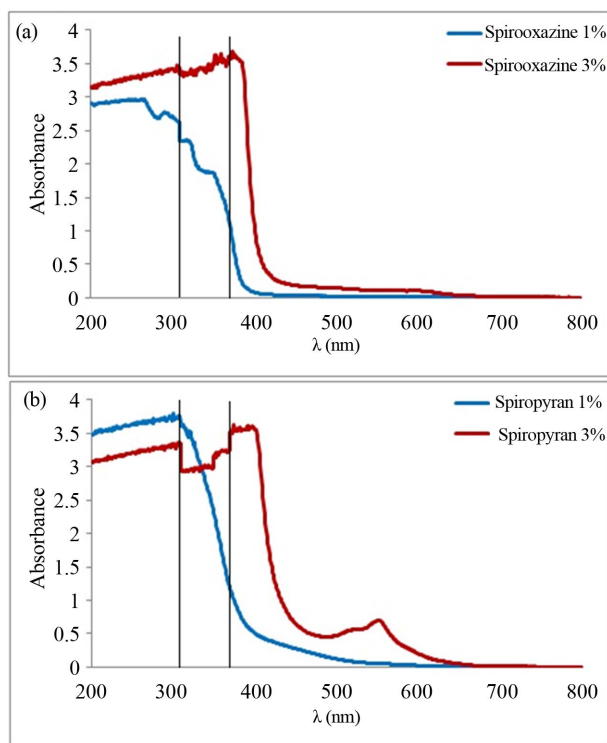 (a)
Spirooxazine 1%
Spirooxazine 3%
4
3.5
3
2.5
2
1.5
1
0.5
0
Absorbance
200 300 400 500 600 700 800
λ (nm)
(b)
Spiropyran 1%
Spiropyran 3%
4
3.5
3
2.5
2
1.5
1
0.5
0
Absorbance
200 300 400 500 600 700 800
λ (nm)